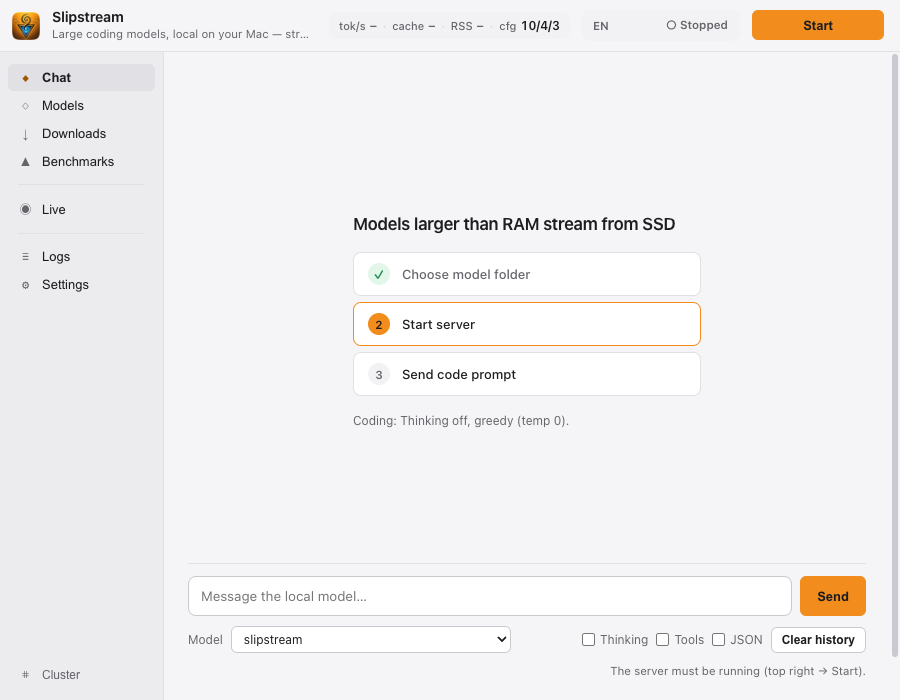 Slipstream
Large coding models, local on your Mac — str...
tok/s – · cache – · RSS – · cfg 10/4/3
EN
Stopped
Start
Chat
Models
Downloads
Benchmarks
Live
Logs
Settings
Cluster
Models larger than RAM stream from SSD
Choose model folder
2 Start server
3 Send code prompt
Coding: Thinking off, greedy (temp 0).
Message the local model...
Send
Model slipstream
Thinking Tools JSON Clear history
The server must be running (top right → Start).